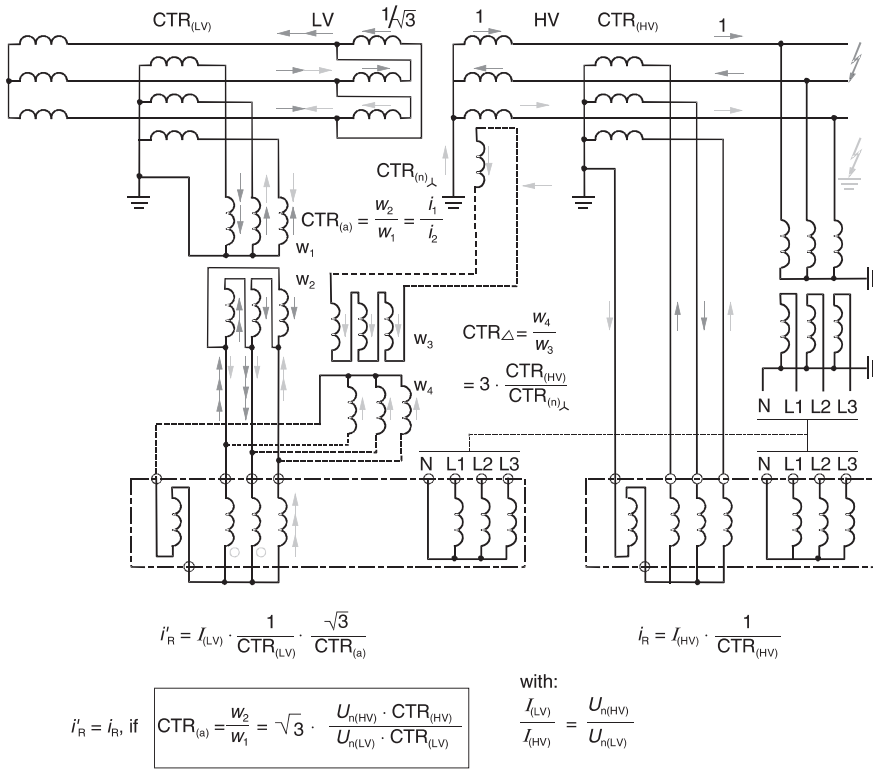 CTR(LV) LV 1/√3 1 HV CTR(HV) 1
CTR(n)⅄
CTR(a) = w2/w1 = i1/i2
w1
w2
w3
CTR△ = w4/w3
= 3 · CTR(HV)/CTR(n)⅄
w4
N L1 L2 L3
N L1 L2 L3
N L1 L2 L3
i'R = I(LV) · 1/CTR(LV) · √3/CTR(a)
iR = I(HV) · 1/CTR(HV)
i'R = iR, if CTR(a) = w2/w1 = √3 · Un(HV) · CTR(HV)/Un(LV) · CTR(LV)
with:
I(LV)/I(HV) = Un(HV)/Un(LV)